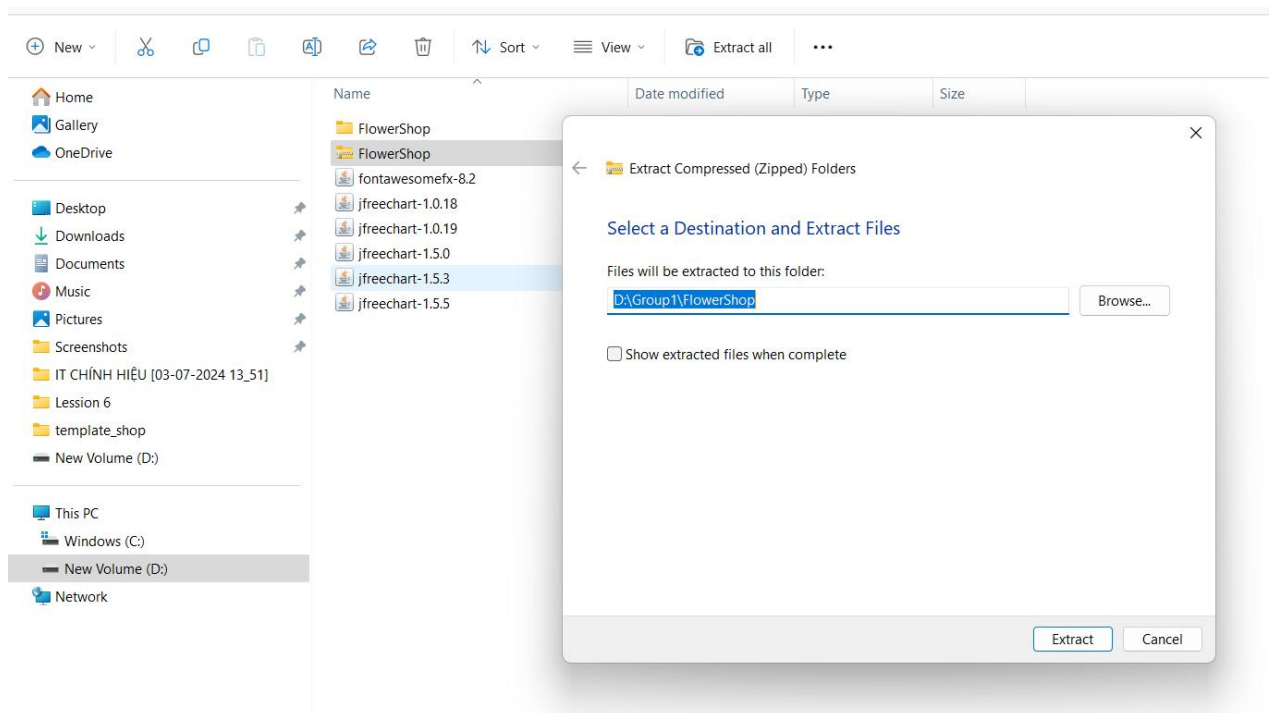 New
Sort
View
Extract all
Home
Gallery
OneDrive
Desktop
Downloads
Documents
Music
Pictures
Screenshots
IT CHÍNH HIỆU [03-07-2024 13_51]
Lession 6
template_shop
New Volume (D:)
This PC
Windows (C:)
New Volume (D:)
Network
Name Date modified Type Size
FlowerShop
FlowerShop
fontawesomefx-8.2
jfreechart-1.0.18
jfreechart-1.0.19
jfreechart-1.5.0
jfreechart-1.5.3
jfreechart-1.5.5
Extract Compressed (Zipped) Folders
Select a Destination and Extract Files
Files will be extracted to this folder:
D:\Group1\FlowerShop
Browse...
Show extracted files when complete
Extract Cancel